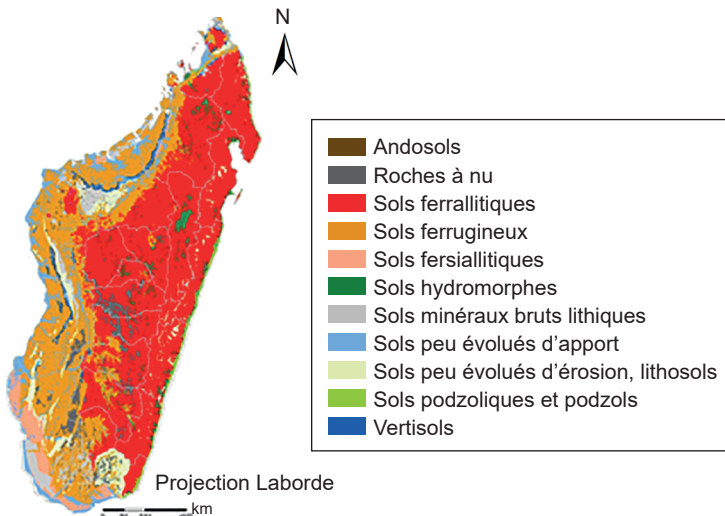 N
Andosols
Roches à nu
Sols ferrallitiques
Sols ferrugineux
Sols fersiallitiques
Sols hydromorphes
Sols minéraux bruts lithiques
Sols peu évolués d’apport
Sols peu évolués d’érosion, lithosols
Sols podzoliques et podzols
Vertisols
Projection Laborde
km